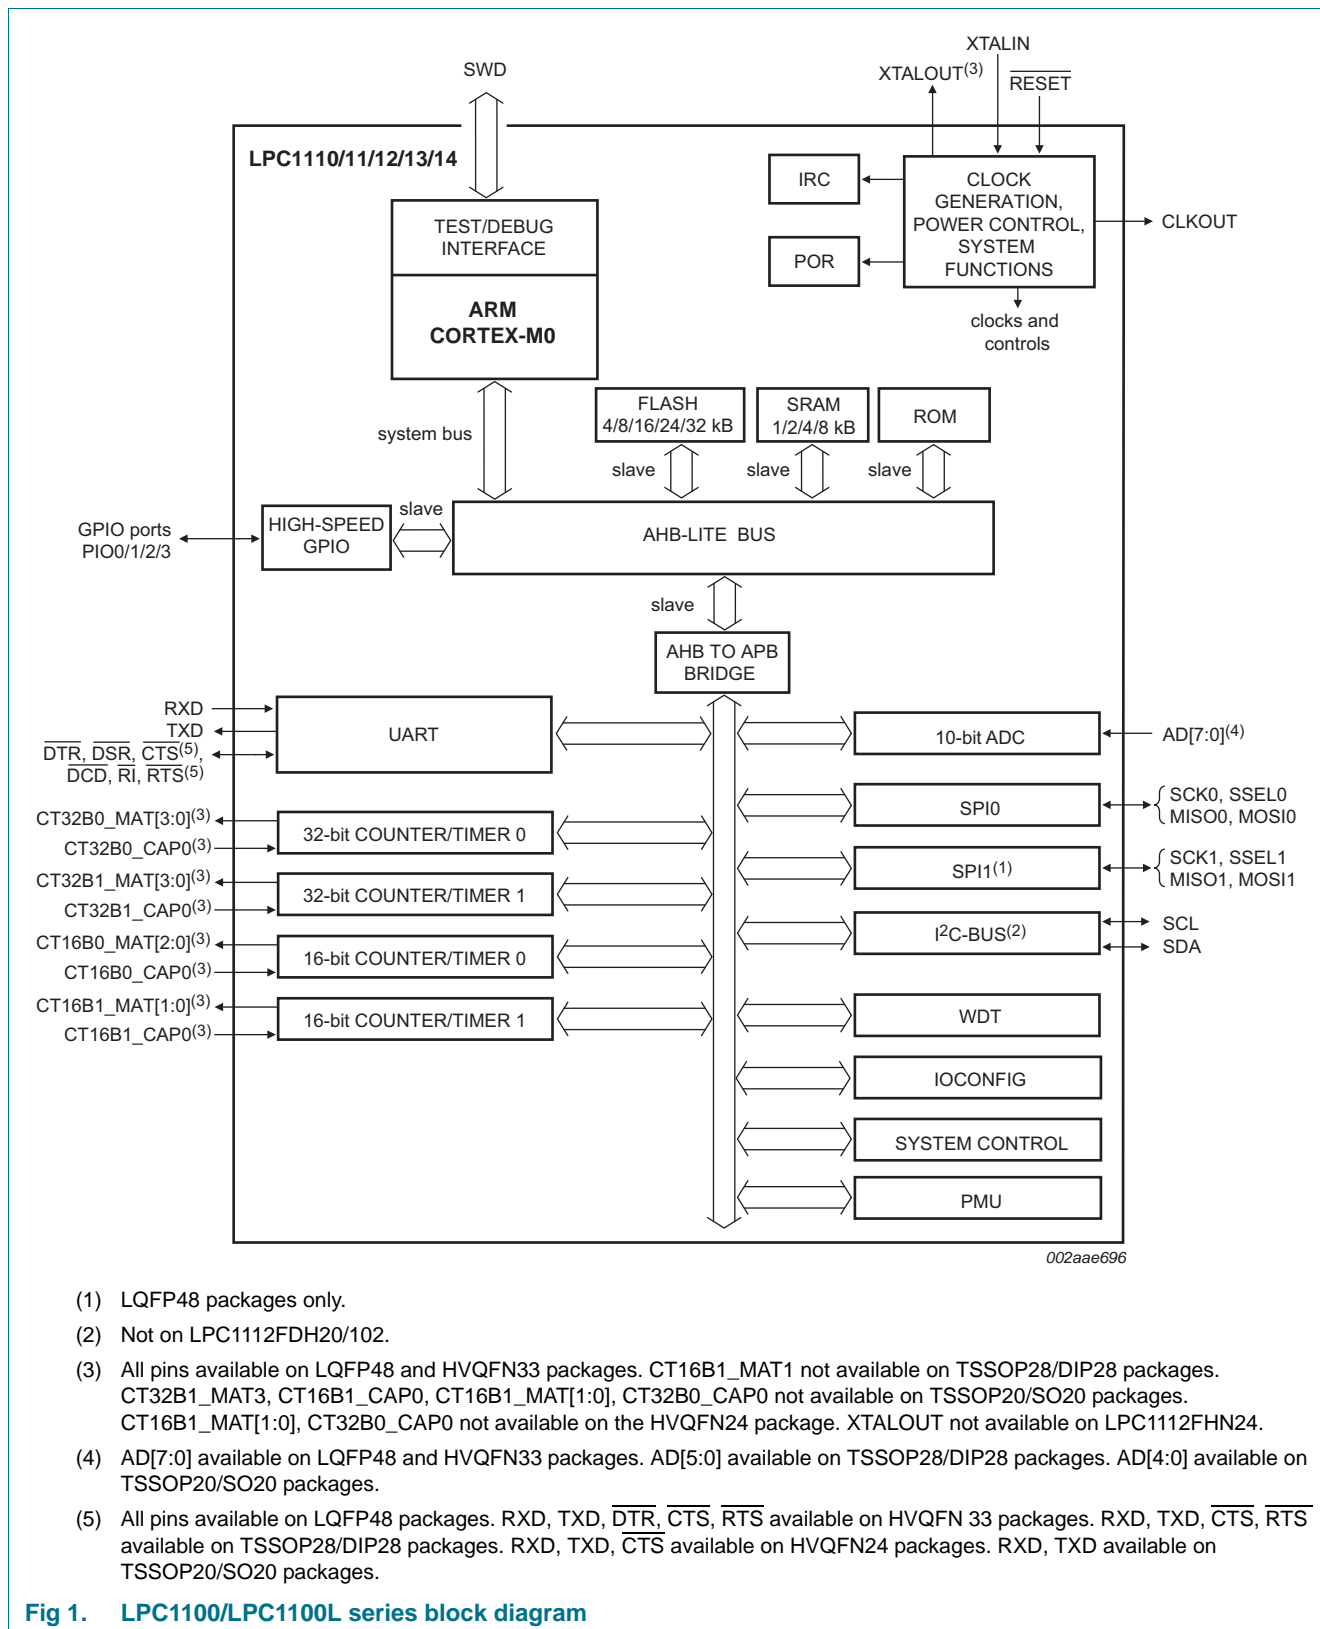 XTALIN
SWD
XTALOUT(3)
RESET
LPC1110/11/12/13/14
IRC
CLOCK
GENERATION,
POWER CONTROL,
SYSTEM
FUNCTIONS
CLKOUT
POR
TEST/DEBUG
INTERFACE
ARM
CORTEX-M0
clocks and
controls
FLASH
4/8/16/24/32 kB
SRAM
1/2/4/8 kB
ROM
system bus
slave
slave
slave
slave
GPIO ports
PIO0/1/2/3
HIGH-SPEED
GPIO
AHB-LITE BUS
slave
AHB TO APB
BRIDGE
RXD
TXD
DTR, DSR, CTS(5),
DCD, RI, RTS(5)
UART
10-bit ADC
AD[7:0](4)
CT32B0_MAT[3:0](3)
CT32B0_CAP0(3)
32-bit COUNTER/TIMER 0
SPI0
SCK0, SSEL0
MISO0, MOSI0
CT32B1_MAT[3:0](3)
CT32B1_CAP0(3)
32-bit COUNTER/TIMER 1
SPI1(1)
SCK1, SSEL1
MISO1, MOSI1
CT16B0_MAT[2:0](3)
CT16B0_CAP0(3)
16-bit COUNTER/TIMER 0
I2C-BUS(2)
SCL
SDA
CT16B1_MAT[1:0](3)
CT16B1_CAP0(3)
16-bit COUNTER/TIMER 1
WDT
IOCONFIG
SYSTEM CONTROL
PMU
002aae696
(1) LQFP48 packages only.
(2) Not on LPC1112FDH20/102.
(3) All pins available on LQFP48 and HVQFN33 packages. CT16B1_MAT1 not available on TSSOP28/DIP28 packages.
CT32B1_MAT3, CT16B1_CAP0, CT16B1_MAT[1:0], CT32B0_CAP0 not available on TSSOP20/SO20 packages.
CT16B1_MAT[1:0], CT32B0_CAP0 not available on the HVQFN24 package. XTALOUT not available on LPC1112FHN24.
(4) AD[7:0] available on LQFP48 and HVQFN33 packages. AD[5:0] available on TSSOP28/DIP28 packages. AD[4:0] available on
TSSOP20/SO20 packages.
(5) All pins available on LQFP48 packages. RXD, TXD, DTR, CTS, RTS available on HVQFN 33 packages. RXD, TXD, CTS, RTS
available on TSSOP28/DIP28 packages. RXD, TXD, CTS available on HVQFN24 packages. RXD, TXD available on
TSSOP20/SO20 packages.
Fig 1. LPC1100/LPC1100L series block diagram